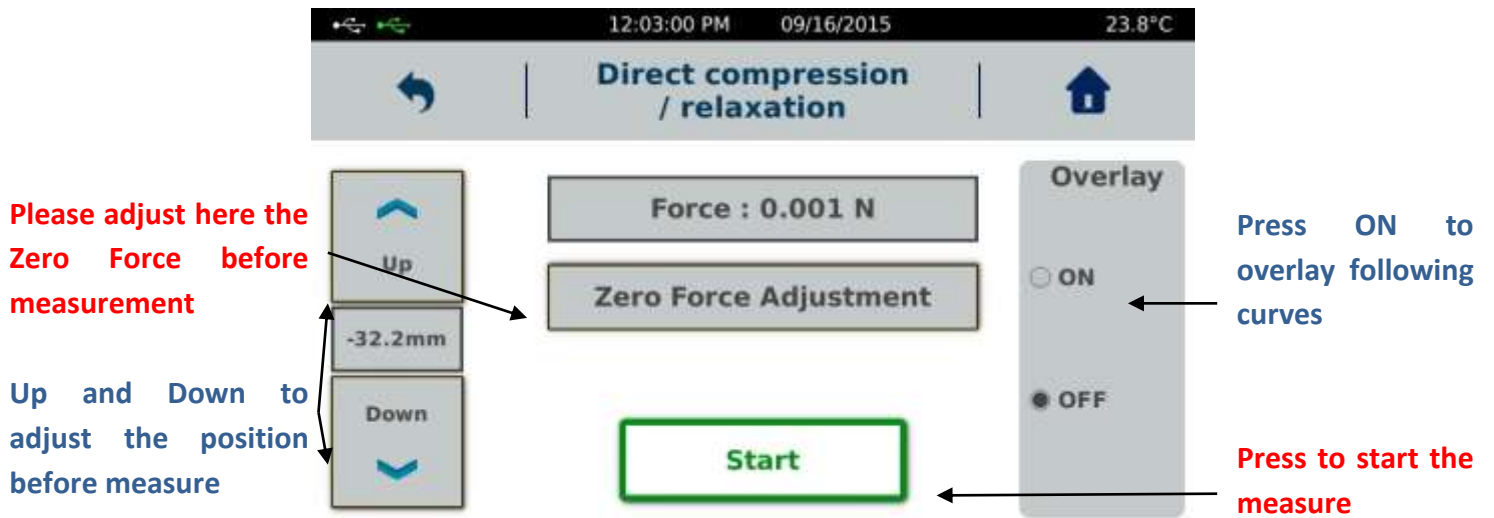 12:03:00 PM 09/16/2015 23.8°C
Direct compression
/ relaxation
Please adjust here the
Zero Force before
measurement
Up and Down to
adjust the position
before measure
Up
-32.2mm
Down
Force : 0.001 N
Zero Force Adjustment
Start
Overlay
ON
OFF
Press ON to
overlay following
curves
Press to start the
measure